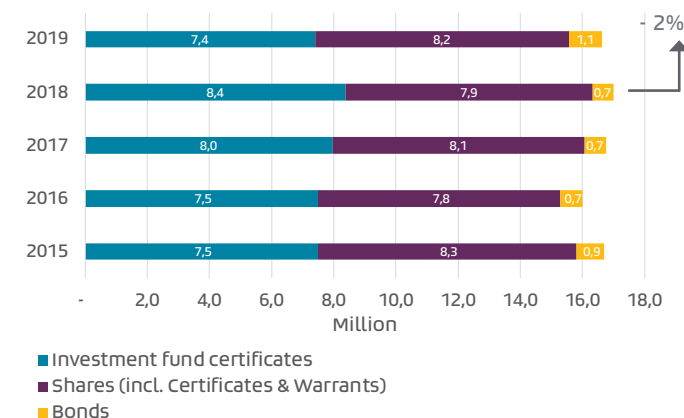 - 2%
2019 7,4 8,2 1,1
2018 8,4 7,9 0,7
2017 8,0 8,1 0,7
2016 7,5 7,8 0,7
2015 7,5 8,3 0,9
- 2,0 4,0 6,0 8,0 10,0 12,0 14,0 16,0 18,0
Million
Investment fund certificates
Shares (incl. Certificates & Warrants)
Bonds